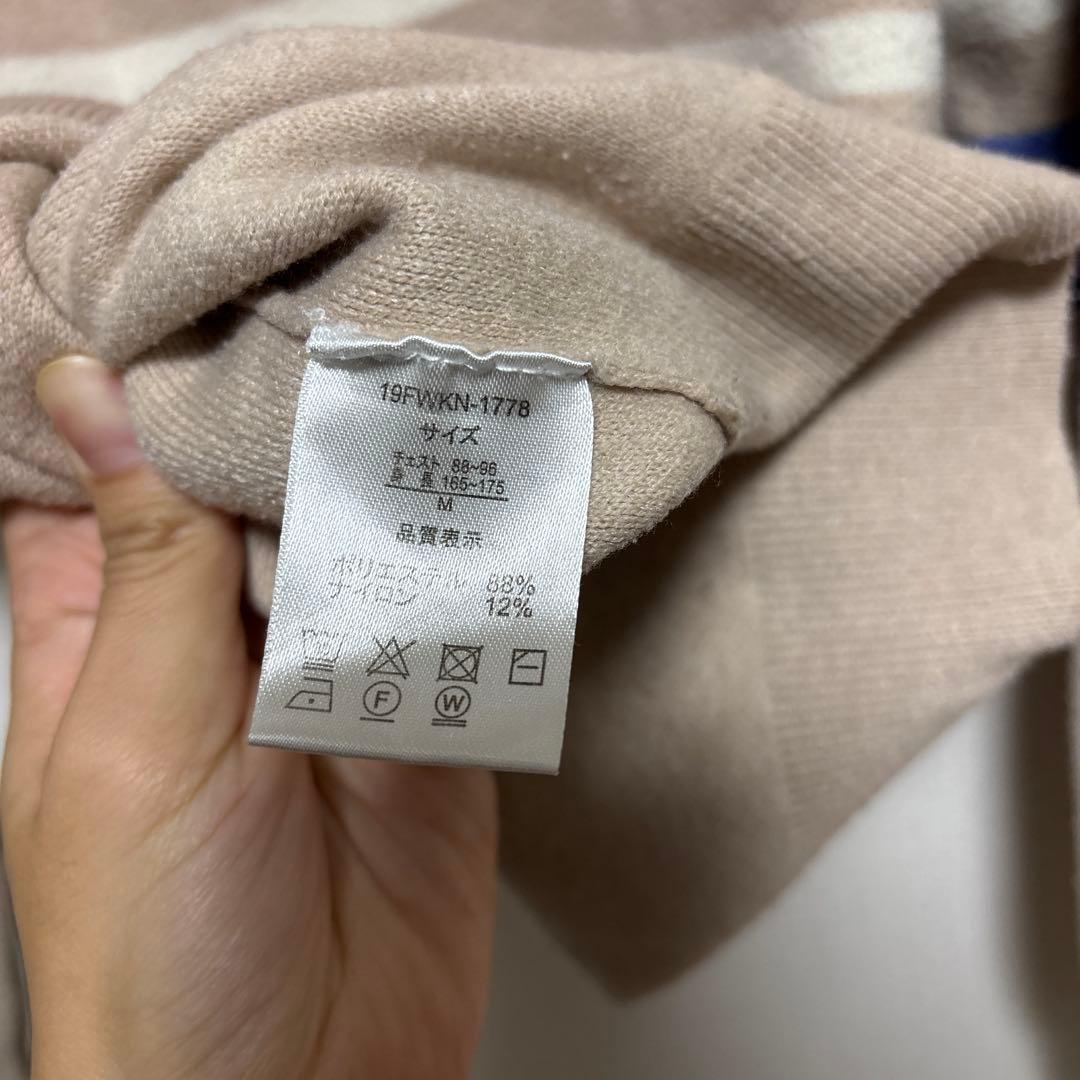 19FWKN-1778
サイズ
チェスト 88~96
身 長 165~175
M
品質表示
ポリエステル 88%
ナイロン 12%
F W